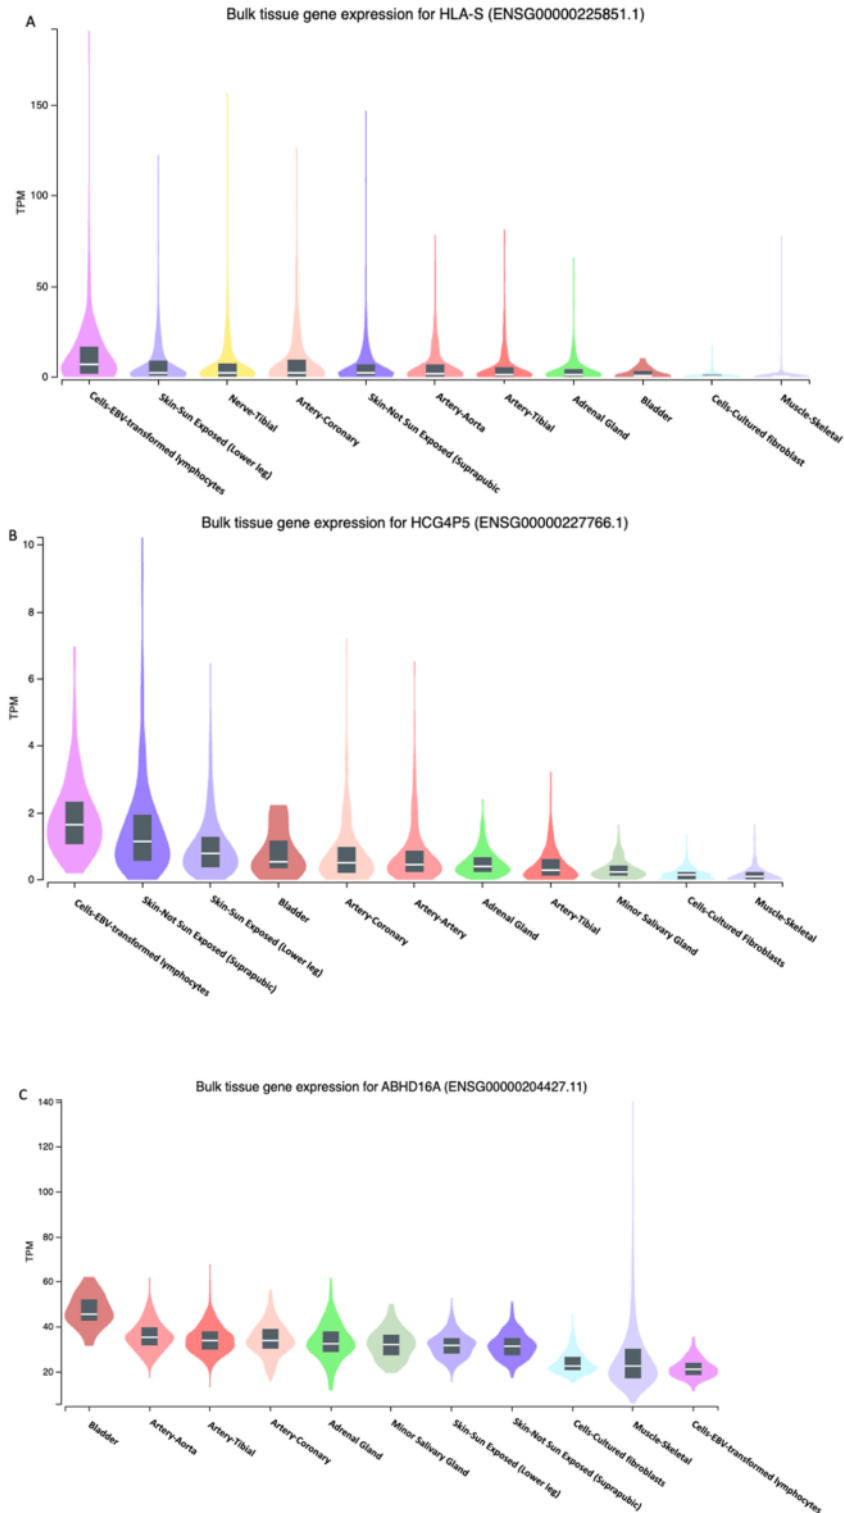 A
Bulk tissue gene expression for HLA-S (ENSG00000225851.1)
150
100
50
0
TPM
Cells-EBV-transformed lymphocytes
Skin-Sun Exposed (Lower leg)
Nerve-Tibial
Artery-Coronary
Skin-Not Sun Exposed (Suprapubic
Artery-Aorta
Artery-Tibial
Adrenal Gland
Bladder
Cells-Cultured fibroblast
Muscle-Skeletal
B
Bulk tissue gene expression for HCG4P5 (ENSG00000227766.1)
10
8
6
4
2
0
TPM
Cells-EBV-transformed lymphocytes
Skin-Not Sun Exposed (Suprapubic)
Skin-Sun Exposed (Lower leg)
Bladder
Artery-Coronary
Artery-Artery
Adrenal Gland
Artery-Tibial
Minor Salivary Gland
Cells-Cultured Fibroblasts
Muscle-Skeletal
C
Bulk tissue gene expression for ABHD16A (ENSG00000204427.11)
140
120
100
80
60
40
20
TPM
Bladder
Artery-Aorta
Artery-Tibial
Artery-Coronary
Adrenal Gland
Minor Salivary Gland
Skin-Sun Exposed (Lower leg)
Skin-Not Sun Exposed (Suprapubic)
Cells-Cultured fibroblasts
Muscle-Skeletal
Cells-EBV-transformed lymphocytes